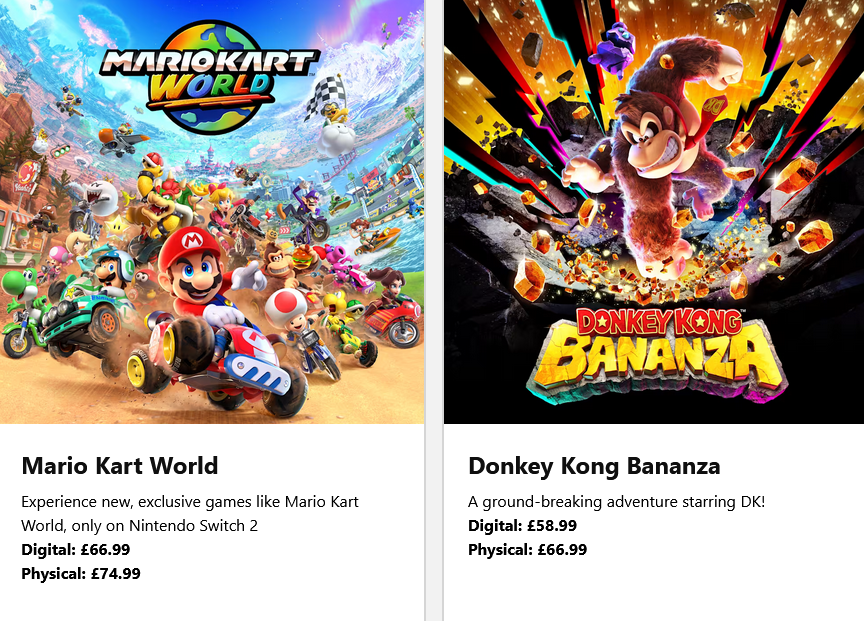 MARIOKART
WORLD
Mario Kart World
Experience new, exclusive games like Mario Kart
World, only on Nintendo Switch 2
Digital: £66.99
Physical: £74.99
DONKEY KONG
BANANZA
Donkey Kong Bananza
A ground-breaking adventure starring DK!
Digital: £58.99
Physical: £66.99